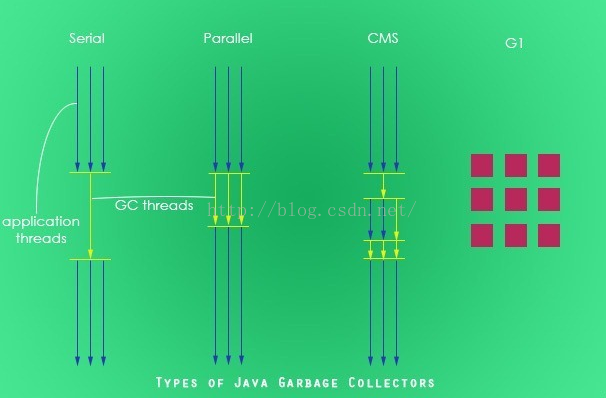 Serial
Parallel
CMS
G1
application
threads
GC threads
http://blog.csdn.net/
Types of Java Garbage Collectors